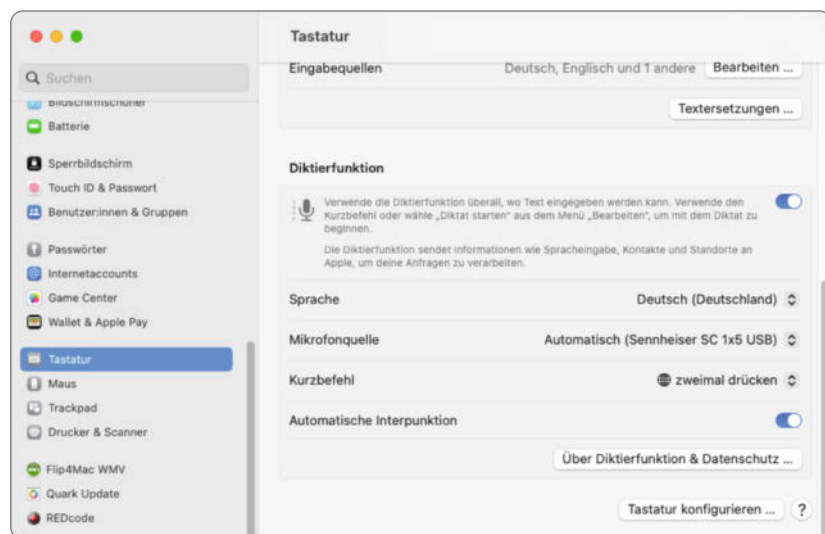 Tastatur
Suchen
Bildschirmschoner
Batterie
Sperrbildschirm
Touch ID & Passwort
Benutzer:innen & Gruppen
Passwörter
Internetaccounts
Game Center
Wallet & Apple Pay
Tastatur
Maus
Trackpad
Drucker & Scanner
Flip4Mac WMV
Quark Update
REDcode
Eingabequellen Deutsch, Englisch und 1 andere Bearbeiten ...
Textersetzungen ...
Diktierfunktion
Verwende die Diktierfunktion überall, wo Text eingegeben werden kann. Verwende den
Kurzbefehl oder wähle „Diktat starten“ aus dem Menü „Bearbeiten“, um mit dem Diktat zu
beginnen.
Die Diktierfunktion sendet Informationen wie Spracheingabe, Kontakte und Standorte an
Apple, um deine Anfragen zu verarbeiten.
Sprache Deutsch (Deutschland)
Mikrofonquelle Automatisch (Sennheiser SC 1x5 USB)
Kurzbefehl zweimal drücken
Automatische Interpunktion
Über Diktierfunktion & Datenschutz ...
Tastatur konfigurieren ... ?